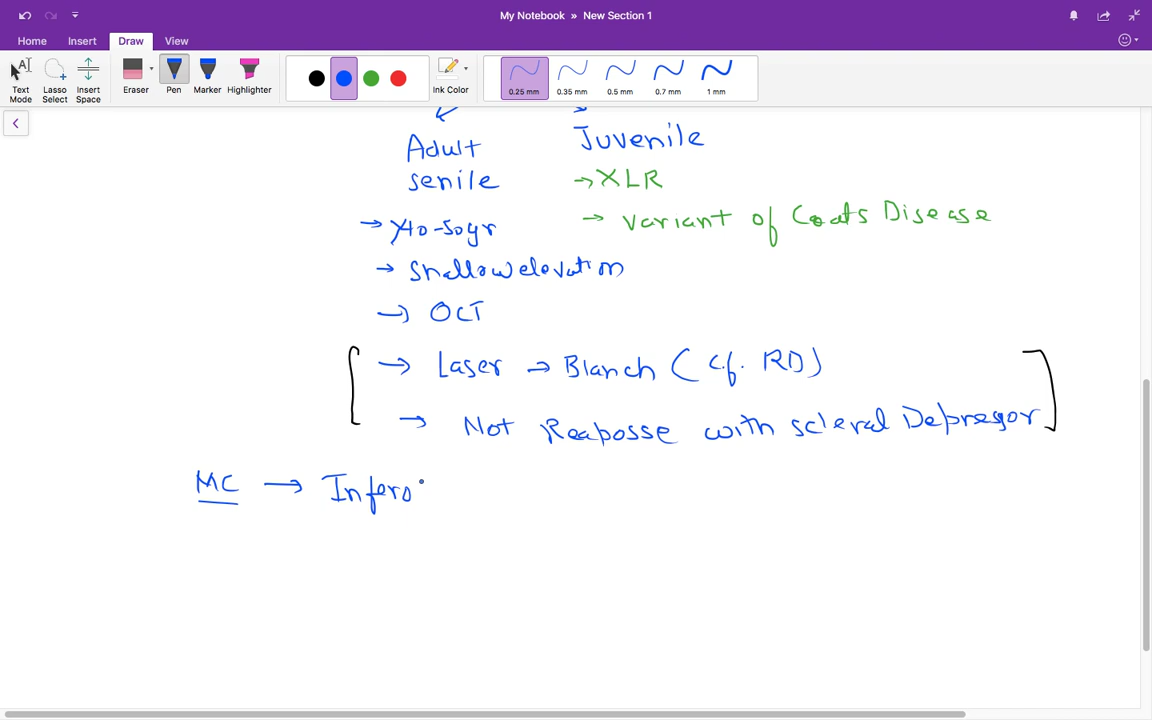 My Notebook » New Section 1
Home Insert Draw View
Text Mode Lasso Select Insert Space Eraser Pen Marker Highlighter Ink Color 0.25 mm 0.35 mm 0.5 mm 0.7 mm 1 mm
Adult Juvenile
senile → XLR
→ variant of Coats Disease
→ >40-50yr
→ Shallow elevation
→ OCT
→ Laser → Blanch (cf. RD)
→ Not Reaposse with scleral Depressor
MC → Infero